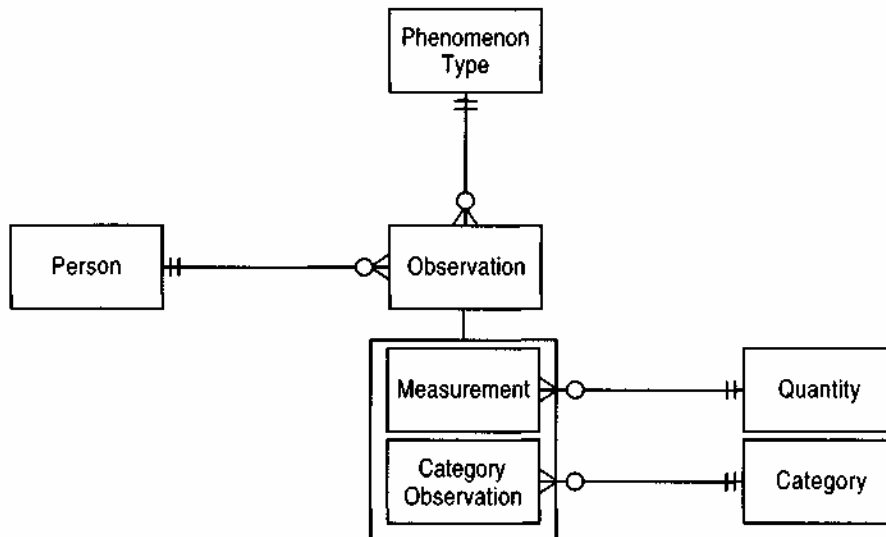 Phenomenon
Type
Person
Observation
Measurement
Quantity
Category
Observation
Category